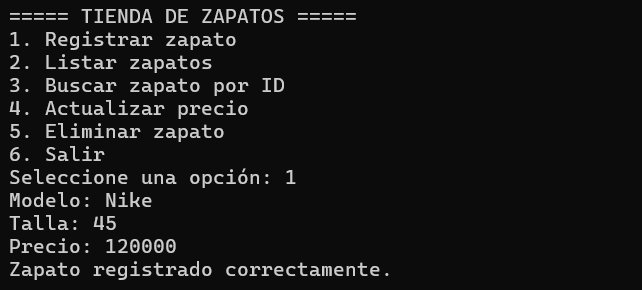 ===== TIENDA DE ZAPATOS =====
1. Registrar zapato
2. Listar zapatos
3. Buscar zapato por ID
4. Actualizar precio
5. Eliminar zapato
6. Salir
Seleccione una opción: 1
Modelo: Nike
Talla: 45
Precio: 120000
Zapato registrado correctamente.